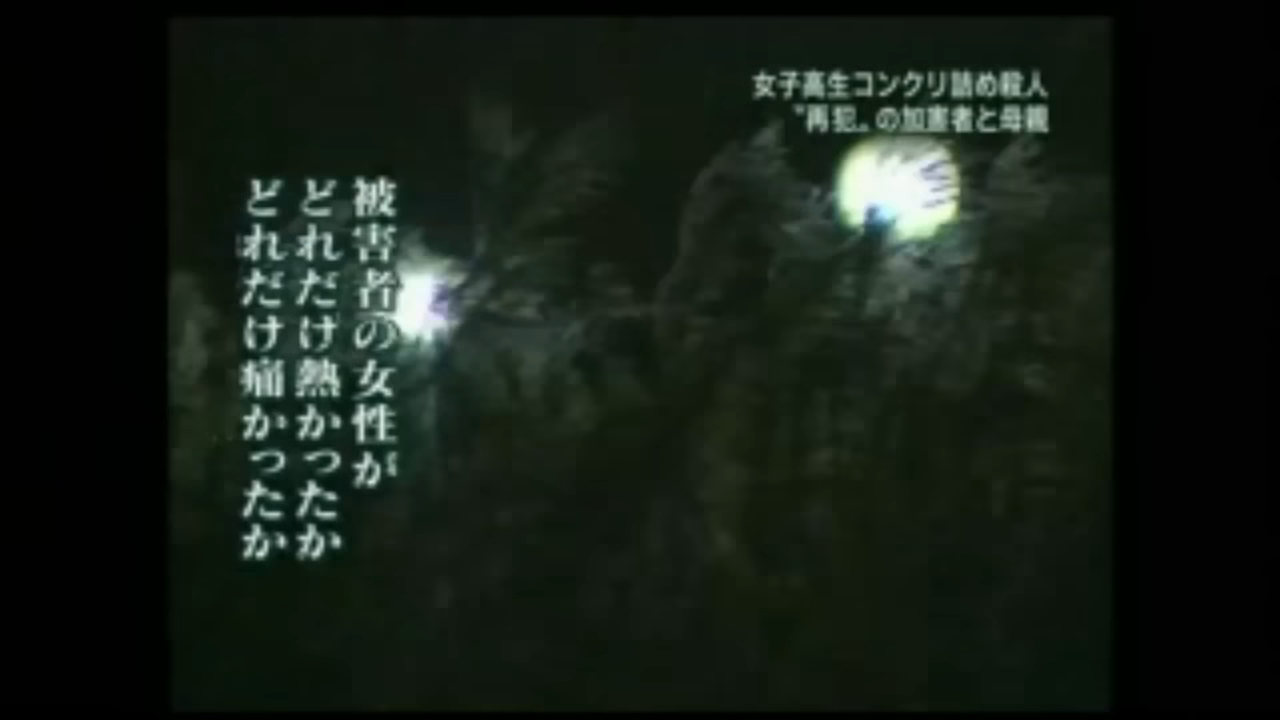 女子高生コンクリ詰め殺人
〝再犯〟の加害者と母親
被害者の女性が
どれだけ熱かったか
どれだけ痛かったか